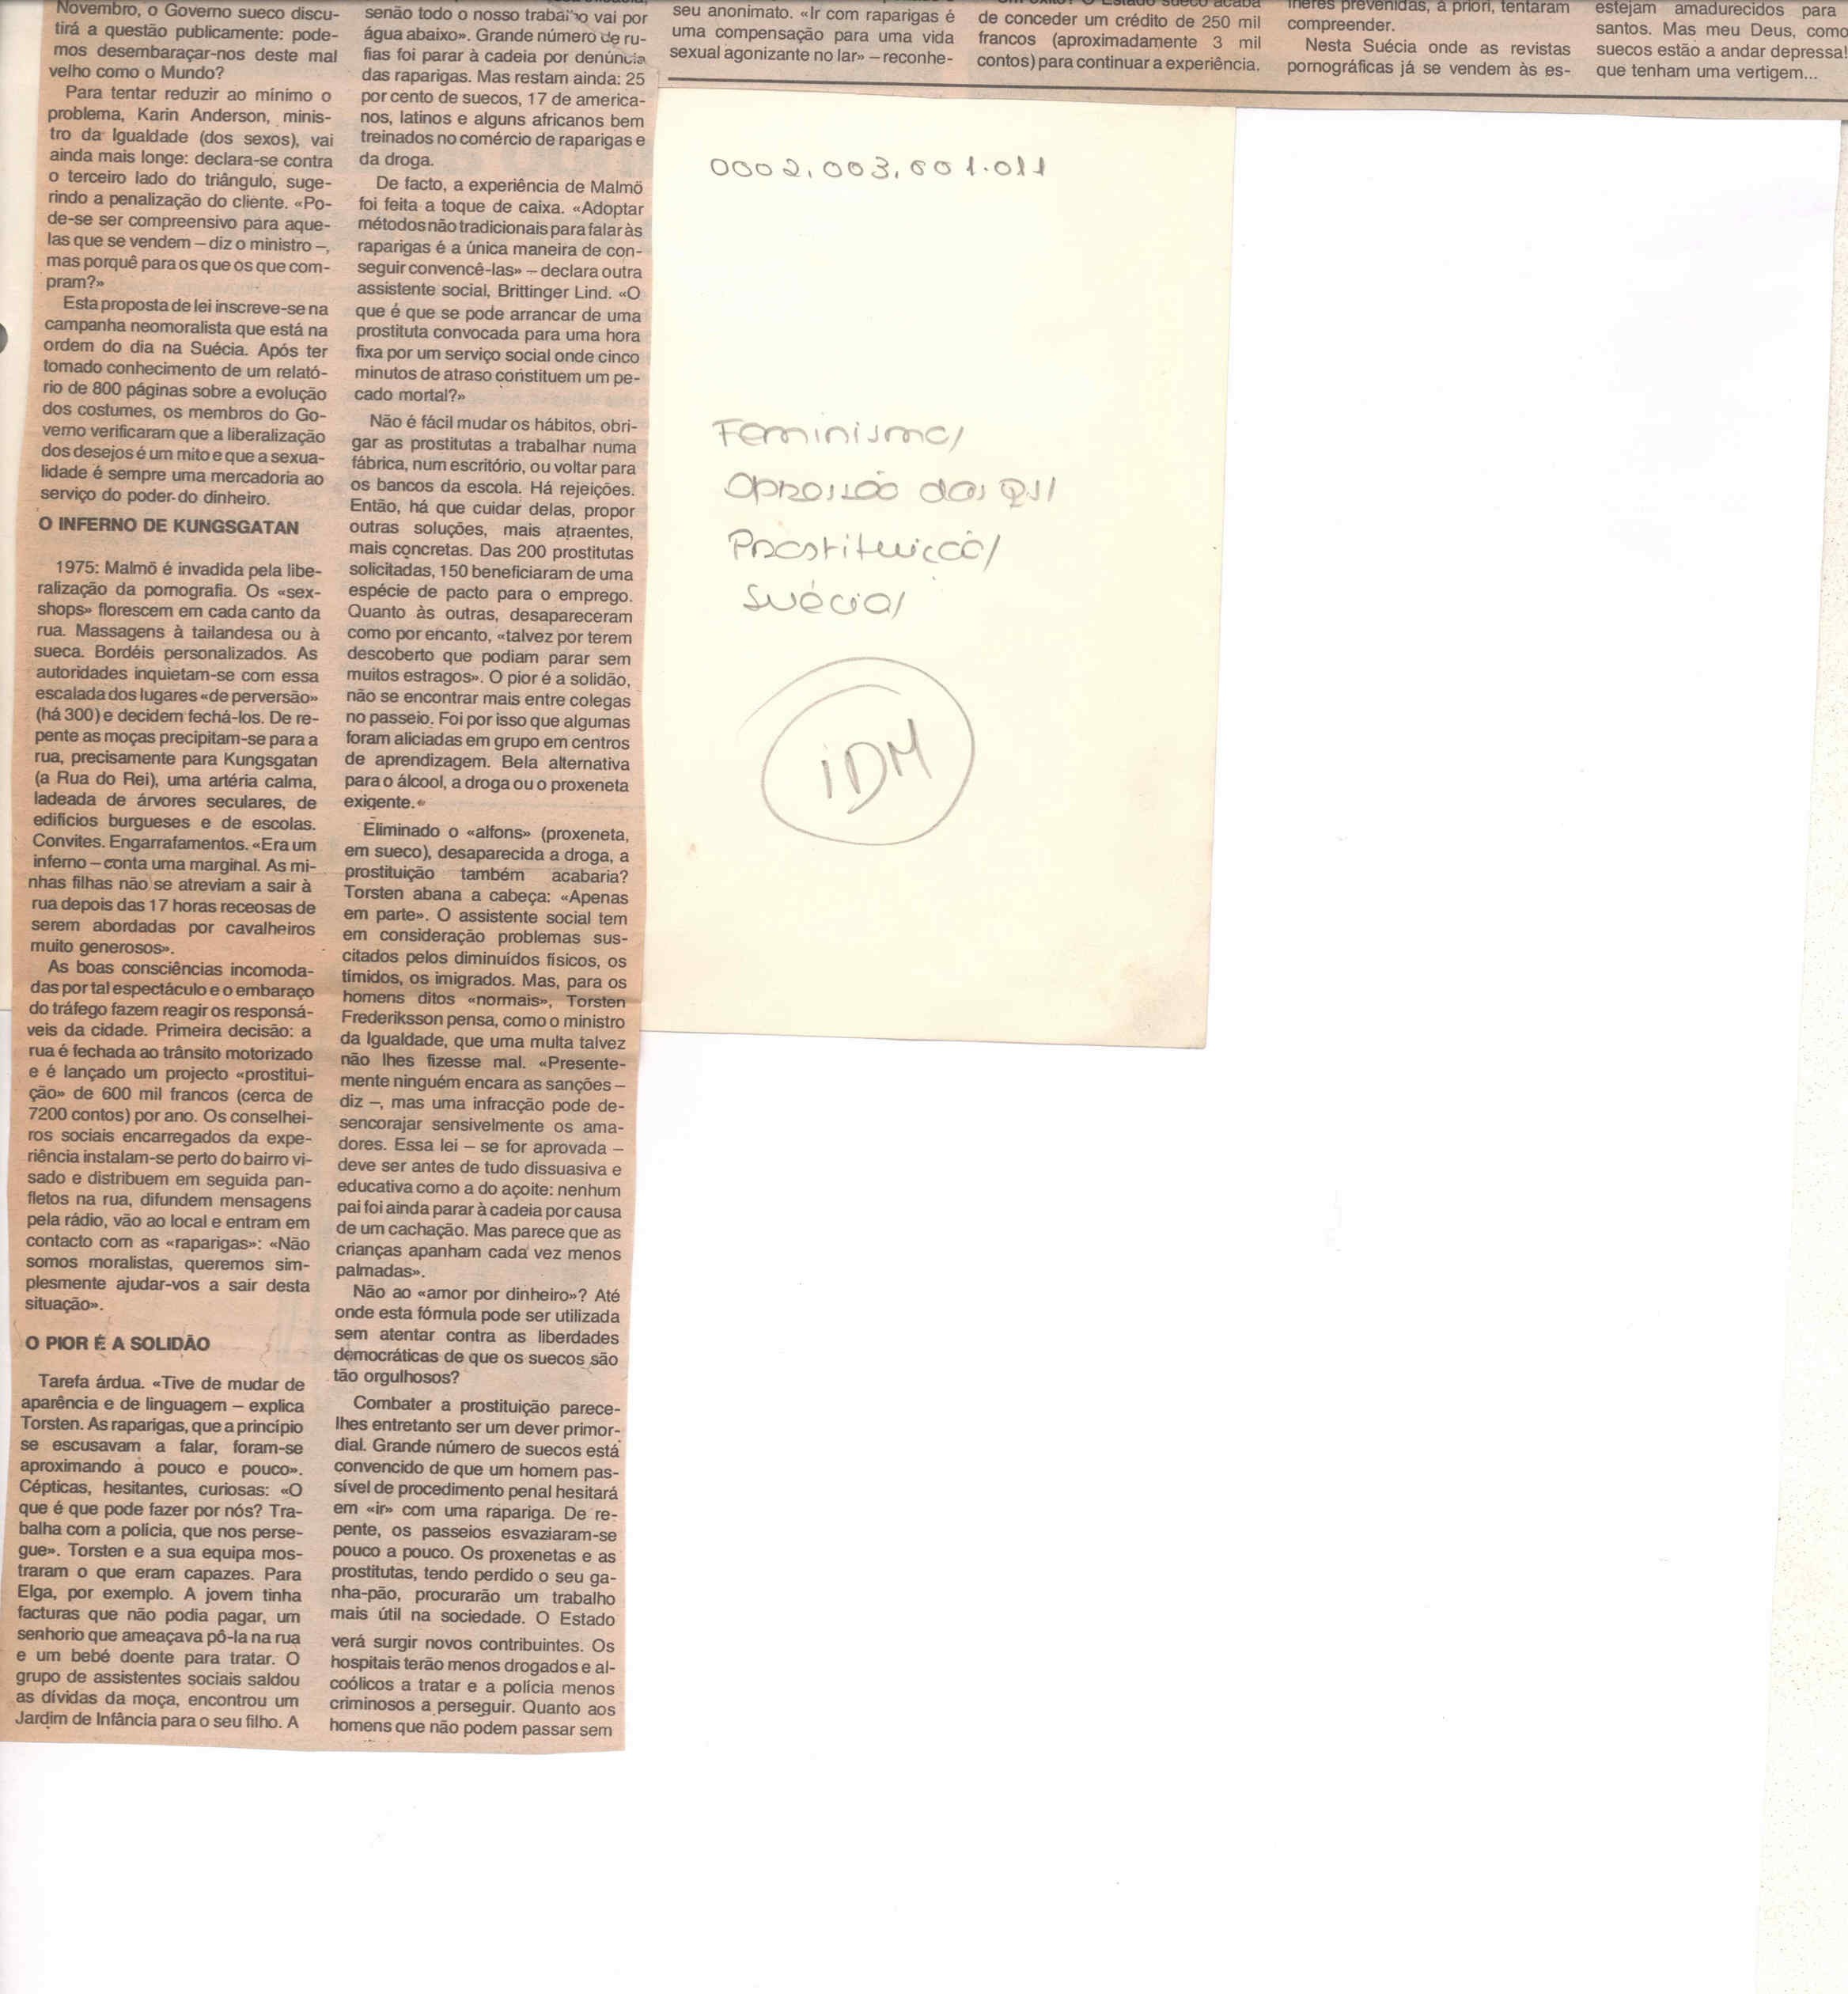 Novembro, o Governo sueco discu-
tirá a questão publicamente: pode-
mos desembaraçar-nos deste mal
velho como o Mundo?
Para tentar reduzir ao mínimo o
problema, Karin Anderson, minis-
tro da Igualdade (dos sexos), vai
ainda mais longe: declara-se contra
o terceiro lado do triângulo, suge-
rindo a penalização do cliente. «Po-
de-se ser compreensivo para aque-
las que se vendem – diz o ministro –,
mas porquê para os que os que com-
pram?»
Esta proposta de lei inscreve-se na
campanha neomoralista que está na
ordem do dia na Suécia. Após ter
tomado conhecimento de um relató-
rio de 800 páginas sobre a evolução
dos costumes, os membros do Go-
verno verificaram que a liberalização
dos desejos é um mito e que a sexua-
lidade é sempre uma mercadoria ao
serviço do poder do dinheiro.
O INFERNO DE KUNGSGATAN
1975: Malmö é invadida pela libe-
ralização da pornografia. Os «sex-
shops» florescem em cada canto da
rua. Massagens à tailandesa ou à
sueca. Bordéis personalizados. As
autoridades inquietam-se com essa
escalada dos lugares «de perversão»
(há 300) e decidem fechá-los. De re-
pente as moças precipitam-se para a
rua, precisamente para Kungsgatan
(a Rua do Rei), uma artéria calma,
ladeada de árvores seculares, de
edifícios burgueses e de escolas.
Convites. Engarrafamentos. «Era um
inferno – conta uma marginal. As mi-
nhas filhas não se atreviam a sair à
rua depois das 17 horas receosas de
serem abordadas por cavalheiros
muito generosos».
As boas consciências incomoda-
das por tal espectáculo e o embaraço
do tráfego fazem reagir os responsá-
veis da cidade. Primeira decisão: a
rua é fechada ao trânsito motorizado
e é lançado um projecto «prostitui-
ção» de 600 mil francos (cerca de
7200 contos) por ano. Os conselhei-
ros sociais encarregados da expe-
riência instalam-se perto do bairro vi-
sado e distribuem em seguida pan-
fletos na rua, difundem mensagens
pela rádio, vão ao local e entram em
contacto com as «raparigas»: «Não
somos moralistas, queremos sim-
plesmente ajudar-vos a sair desta
situação».
O PIOR É A SOLIDÃO
Tarefa árdua. «Tive de mudar de
aparência e de linguagem – explica
Torsten. As raparigas, que a princípio
se escusavam a falar, foram-se
aproximando a pouco e pouco».
Cépticas, hesitantes, curiosas: «O
que é que pode fazer por nós? Tra-
balha com a polícia, que nos perse-
gue». Torsten e a sua equipa mos-
traram o que eram capazes. Para
Elga, por exemplo. A jovem tinha
facturas que não podia pagar, um
senhorio que ameaçava pô-la na rua
e um bebé doente para tratar. O
grupo de assistentes sociais saldou
as dívidas da moça, encontrou um
Jardim de Infância para o seu filho. A
senão todo o nosso trabalho vai por
água abaixo». Grande número de ru-
fias foi parar à cadeia por denúncia
das raparigas. Mas restam ainda: 25
por cento de suecos, 17 de america-
nos, latinos e alguns africanos bem
treinados no comércio de raparigas e
da droga.
De facto, a experiência de Malmö
foi feita a toque de caixa. «Adoptar
métodos não tradicionais para falar às
raparigas é a única maneira de con-
seguir convencê-las» – declara outra
assistente social, Brittinger Lind. «O
que é que se pode arrancar de uma
prostituta convocada para uma hora
fixa por um serviço social onde cinco
minutos de atraso constituem um pe-
cado mortal?»
Não é fácil mudar os hábitos, obri-
gar as prostitutas a trabalhar numa
fábrica, num escritório, ou voltar para
os bancos da escola. Há rejeições.
Então, há que cuidar delas, propor
outras soluções, mais atraentes,
mais concretas. Das 200 prostitutas
solicitadas, 150 beneficiaram de uma
espécie de pacto para o emprego.
Quanto às outras, desapareceram
como por encanto, «talvez por terem
descoberto que podiam parar sem
muitos estragos». O pior é a solidão,
não se encontrar mais entre colegas
no passeio. Foi por isso que algumas
foram aliciadas em grupo em centros
de aprendizagem. Bela alternativa
para o álcool, a droga ou o proxeneta
exigente.
Eliminado o «alfons» (proxeneta,
em sueco), desaparecida a droga, a
prostituição também acabaria?
Torsten abana a cabeça: «Apenas
em parte». O assistente social tem
em consideração problemas sus-
citados pelos diminuídos físicos, os
tímidos, os imigrados. Mas, para os
homens ditos «normais», Torsten
Frederiksson pensa, como o ministro
da Igualdade, que uma multa talvez
não lhes fizesse mal. «Presente-
mente ninguém encara as sanções –
diz –, mas uma infracção pode de-
sencorajar sensivelmente os ama-
dores. Essa lei – se for aprovada –
deve ser antes de tudo dissuasiva e
educativa como a do açoite: nenhum
pai foi ainda parar à cadeia por causa
de um cachação. Mas parece que as
crianças apanham cada vez menos
palmadas».
Não ao «amor por dinheiro»? Até
onde esta fórmula pode ser utilizada
sem atentar contra as liberdades
democráticas de que os suecos são
tão orgulhosos?
Combater a prostituição parece-
lhes entretanto ser um dever primor-
dial. Grande número de suecos está
convencido de que um homem pas-
sível de procedimento penal hesitará
em «ir» com uma rapariga. De re-
pente, os passeios esvaziaram-se
pouco a pouco. Os proxenetas e as
prostitutas, tendo perdido o seu ga-
nha-pão, procurarão um trabalho
mais útil na sociedade. O Estado
verá surgir novos contribuintes. Os
hospitais terão menos drogados e al-
coólicos a tratar e a polícia menos
criminosos a perseguir. Quanto aos
homens que não podem passar sem
seu anonimato. «Ir com raparigas é
uma compensação para uma vida
sexual agonizante no lar» – reconhe-
Um êxito? O Estado sueco acaba
de conceder um crédito de 250 mil
francos (aproximadamente 3 mil
contos) para continuar a experiência.
lheres prevenidas, a priori, tentaram
compreender.
Nesta Suécia onde as revistas
pornográficas já se vendem às es-
estejam amadurecidos para
santos. Mas meu Deus, como
suecos estão a andar depressa!
que tenham uma vertigem...
0002.003.001.011
Feminismo/
Opressão das
Prostituição/
Suécia/
IDM